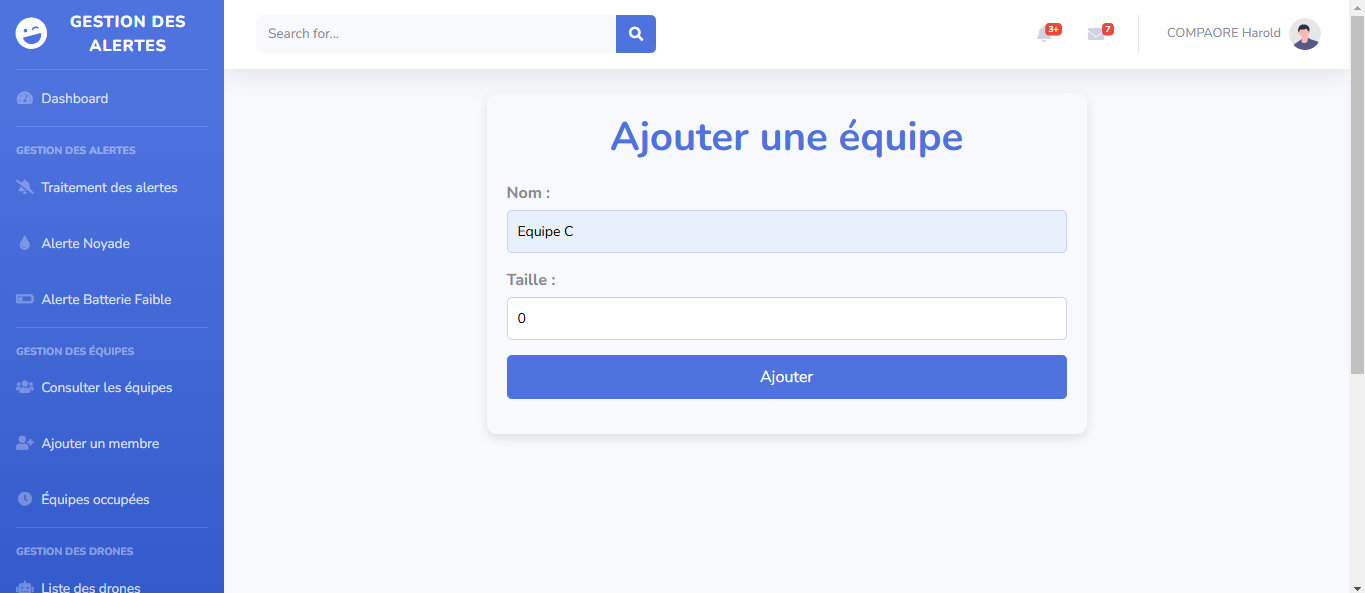 GESTION DES
ALERTES
Search for...
3+
7
COMPAORE Harold
Dashboard
GESTION DES ALERTES
Traitement des alertes
Alerte Noyade
Alerte Batterie Faible
GESTION DES ÉQUIPES
Consulter les équipes
Ajouter un membre
Équipes occupées
GESTION DES DRONES
Liste des drones
Ajouter une équipe
Nom :
Equipe C
Taille :
0
Ajouter